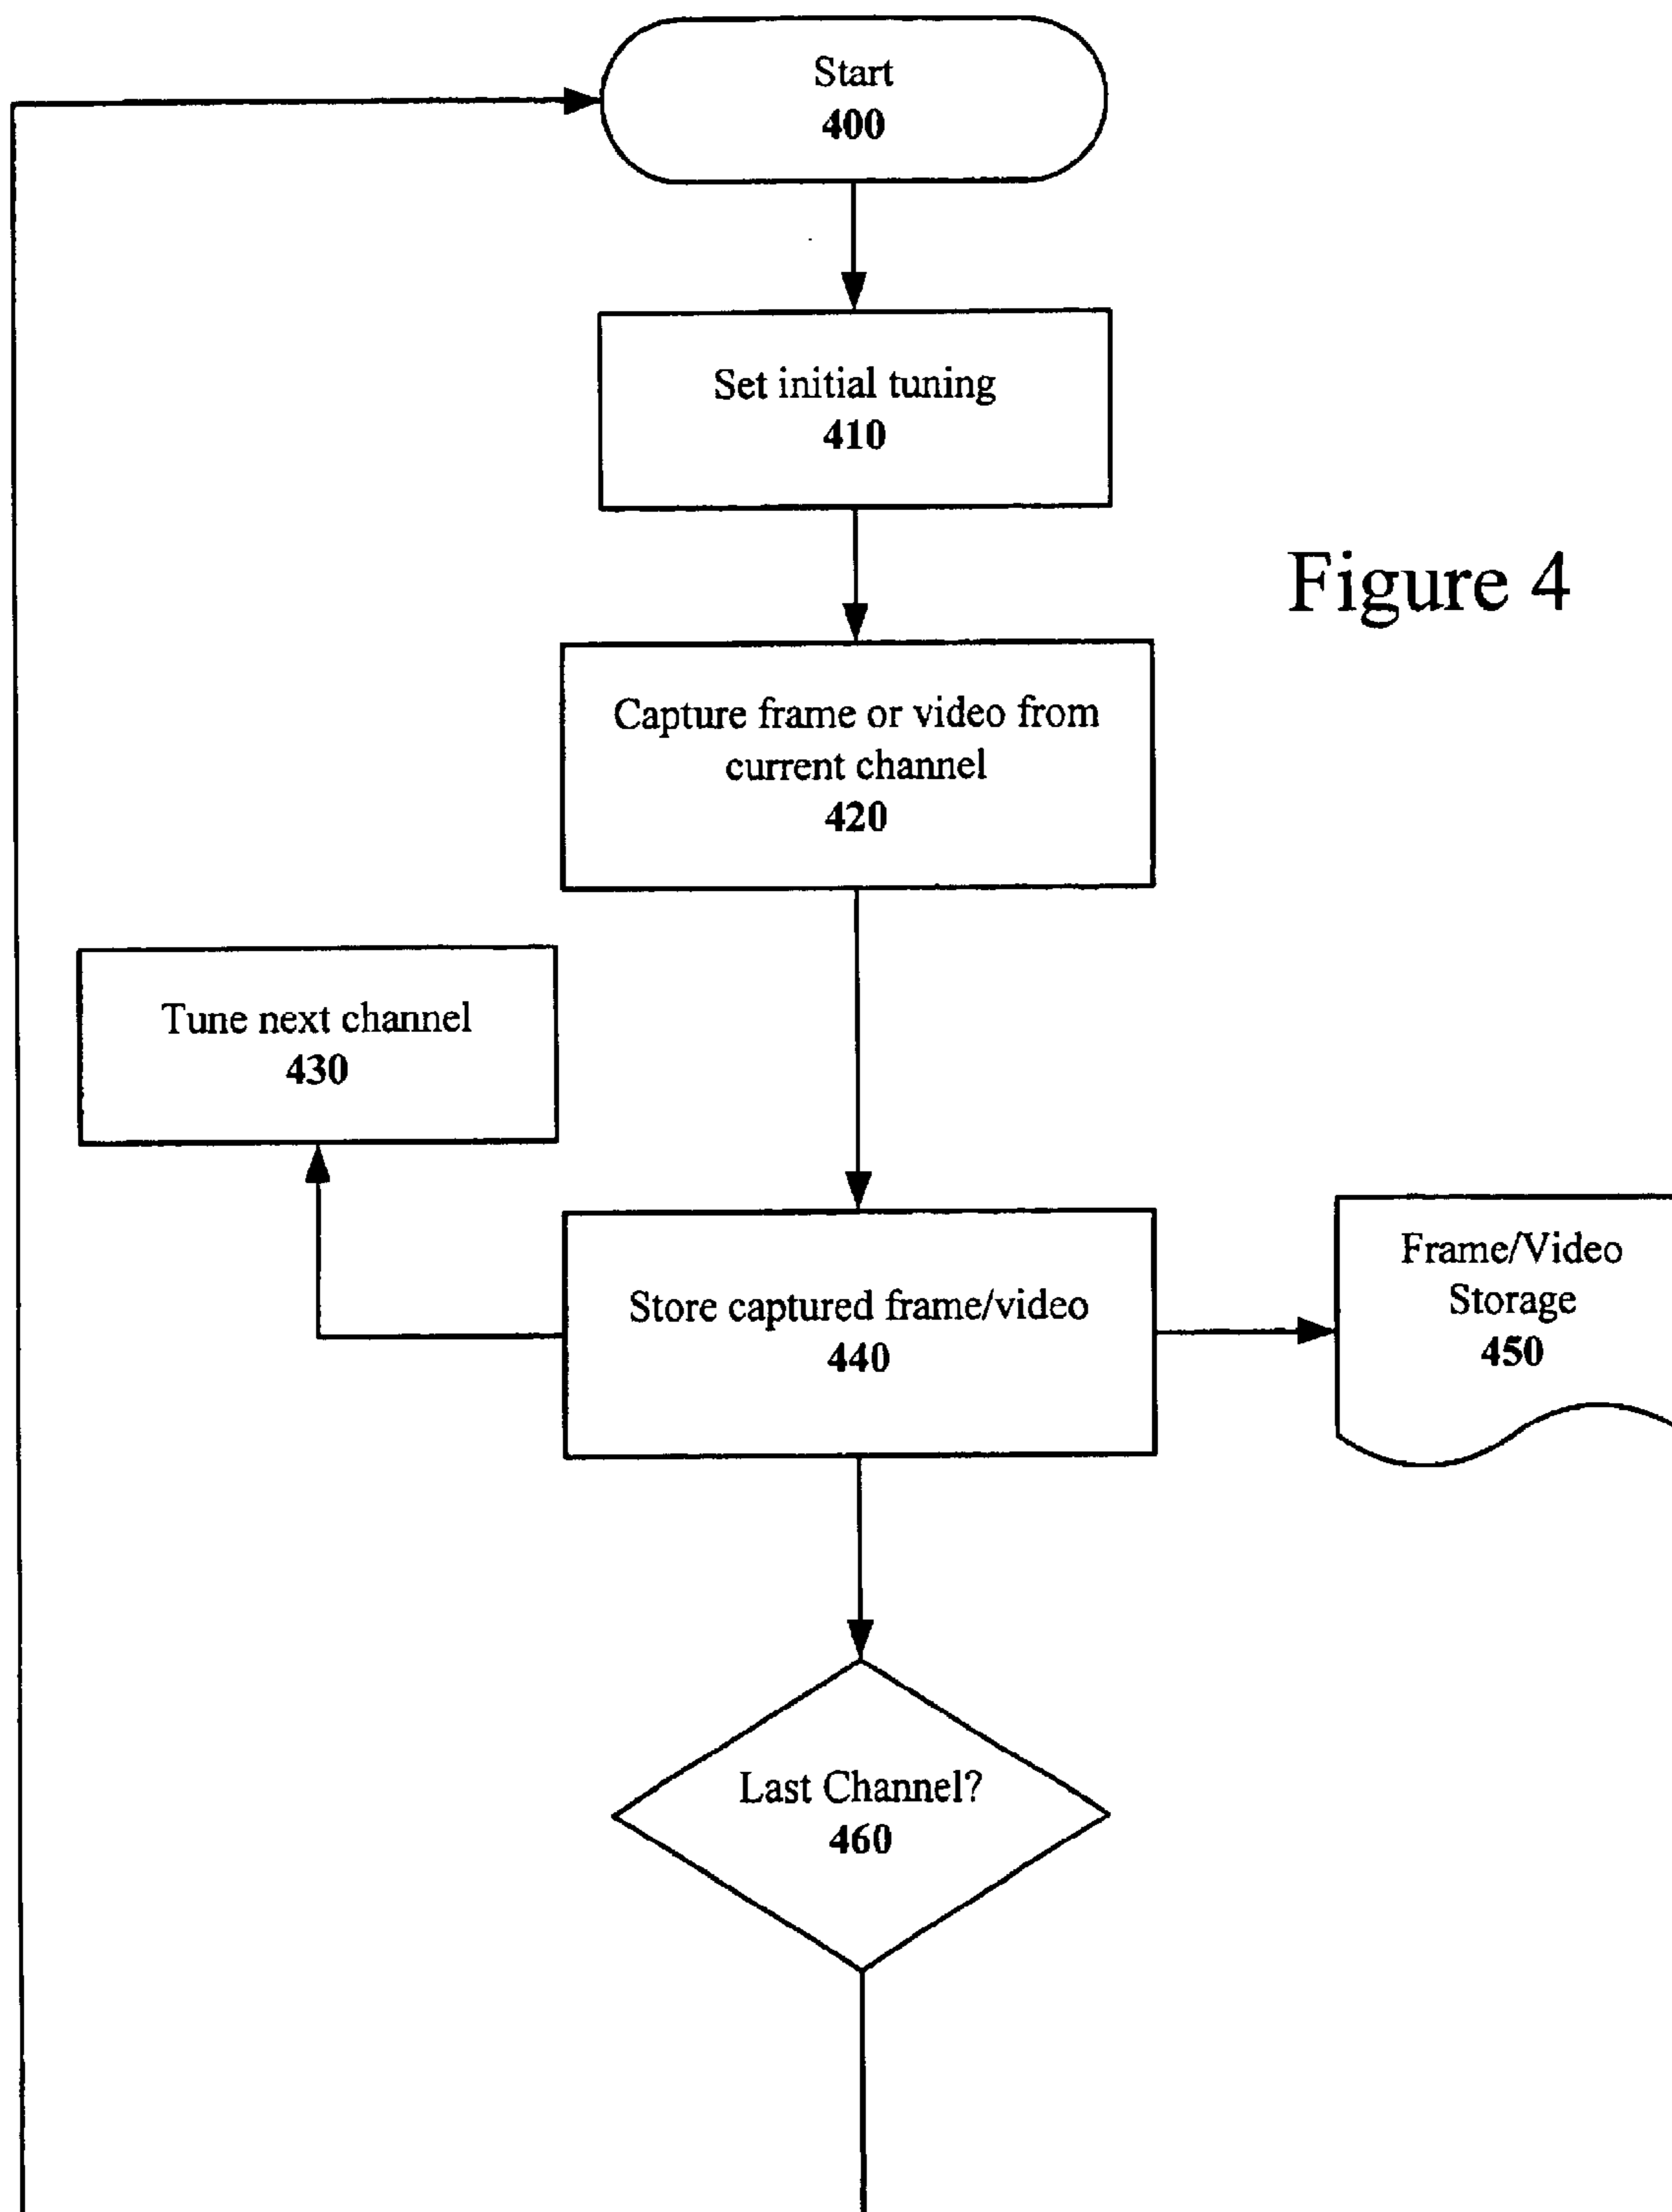 Start
400
Set initial tuning
410
Figure 4
Capture frame or video from
current channel
420
Tune next channel
430
Store captured frame/video
440
Frame/Video
Storage
450
Last Channel?
460